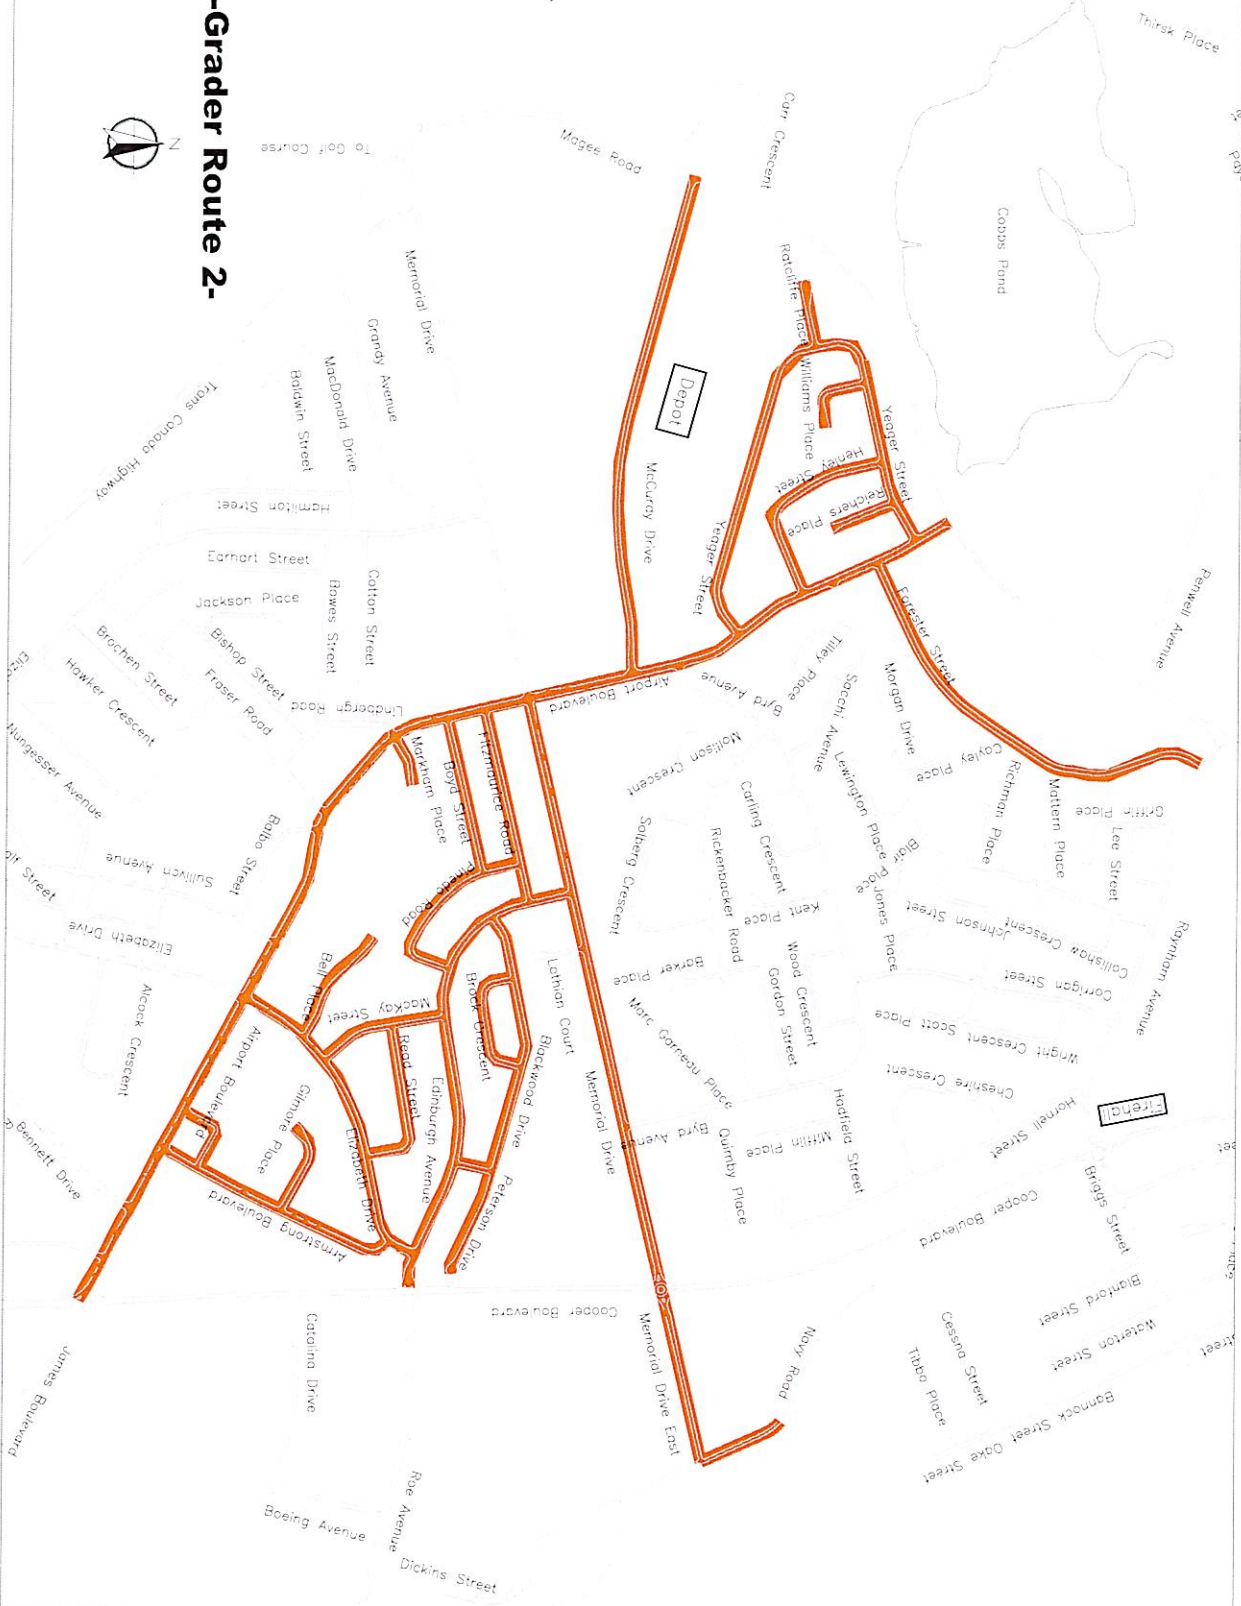 -Grader Route 2-
N
To Golf Course
Magee Road
Carr Crescent
Thirsk Place
Cobbs Pond
Memorial Drive
Grandy Avenue
MacDonald Drive
Baldwin Street
Trans Canada Highway
Hamilton Street
Earhart Street
Jackson Place
Bowes Street
Cotton Street
Brochen Street
Hawker Crescent
Bishop Street
Fraser Road
Lindbergh Road
Nungesser Avenue
Sullivan Avenue
Balbo Street
Elizabeth Drive
Alcock Crescent
Bennett Drive
James Boulevard
Depot
McCurdy Drive
Ratcliffe Place
Williams Place
Yeager Street
Henley Street
Reichers Place
Yeager Street
Forester Street
Penwell Avenue
Airport Boulevard
Byrd Avenue
Tilley Place
Sacchi Avenue
Morgan Drive
Cayley Place
Richman Place
Mattern Place
Griffin Place
Lee Street
Mollison Crescent
Carling Crescent
Lewington Place
Blair Place
Jones Place
Solberg Crescent
Rickenbacker Road
Kent Place
Johnson Street
Callishaw Crescent
Corrigan Street
Raynham Avenue
Barker Place
Wood Crescent
Gordon Street
Scott Place
Wright Crescent
Cheshire Crescent
Marc Garneau Place
Hadfield Street
Hornell Street
Firehall
Byrd Avenue
Quimby Place
Mifflin Place
Cooper Boulevard
Briggs Street
Blanford Street
Waterton Street
Cessna Street
Tibbo Place
Bannock Street
Oake Street
Markham Place
Boyd Street
Fitzmaurice Road
Pinedo Road
Bell Place
MacKay Street
Brock Crescent
Lothian Court
Blackwood Drive
Memorial Drive
Read Street
Edinburgh Avenue
Airport Boulevard
Gilmore Place
Elizabeth Drive
Armstrong Boulevard
Peterson Drive
Cooper Boulevard
Memorial Drive East
Navy Road
Catalina Drive
Roe Avenue
Boeing Avenue
Dickins Street